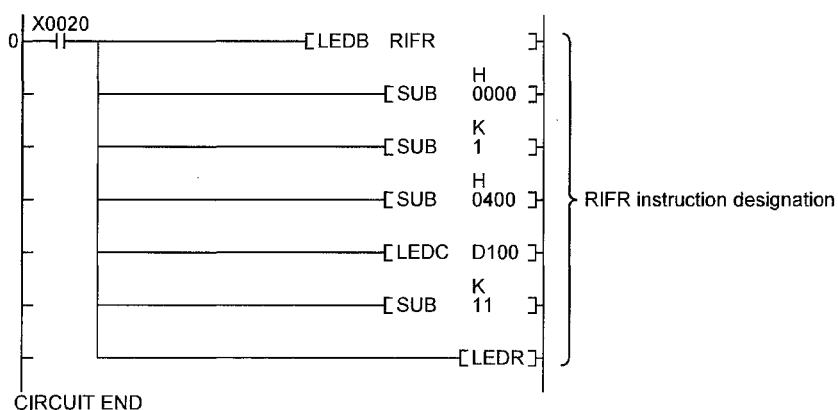 X0020
0 [ LEDB RIFR ]
H
[ SUB 0000 ]
K
[ SUB 1 ]
H
[ SUB 0400 ]
RIFR instruction designation
[ LEDC D100 ]
K
[ SUB 11 ]
[ LEDR ]
CIRCUIT END